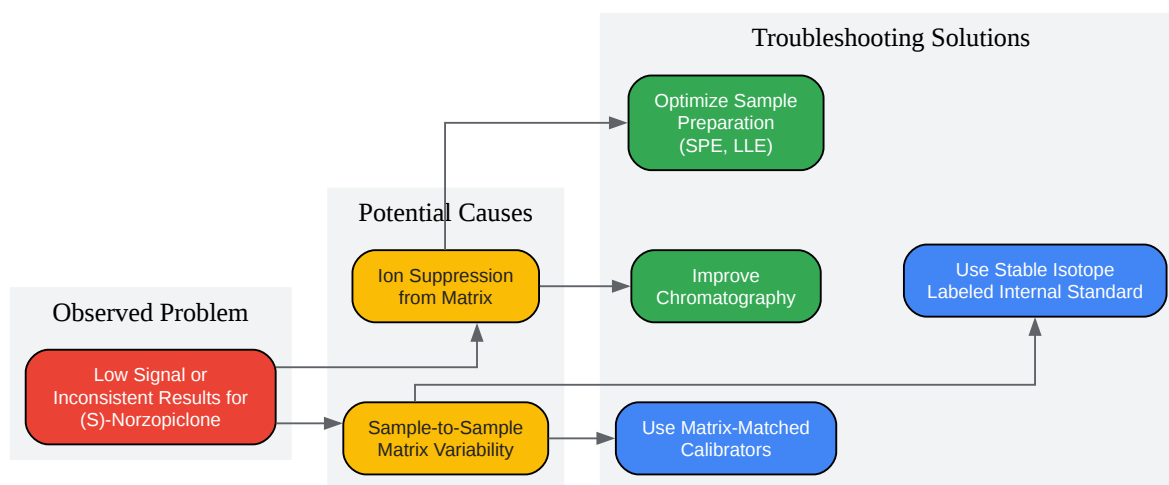 Observed Problem
Low Signal or
Inconsistent Results for
(S)-Norzopiclone
Potential Causes
Ion Suppression
from Matrix
Sample-to-Sample
Matrix Variability
Troubleshooting Solutions
Optimize Sample
Preparation
(SPE, LLE)
Improve
Chromatography
Use Stable Isotope
Labeled Internal Standard
Use Matrix-Matched
Calibrators